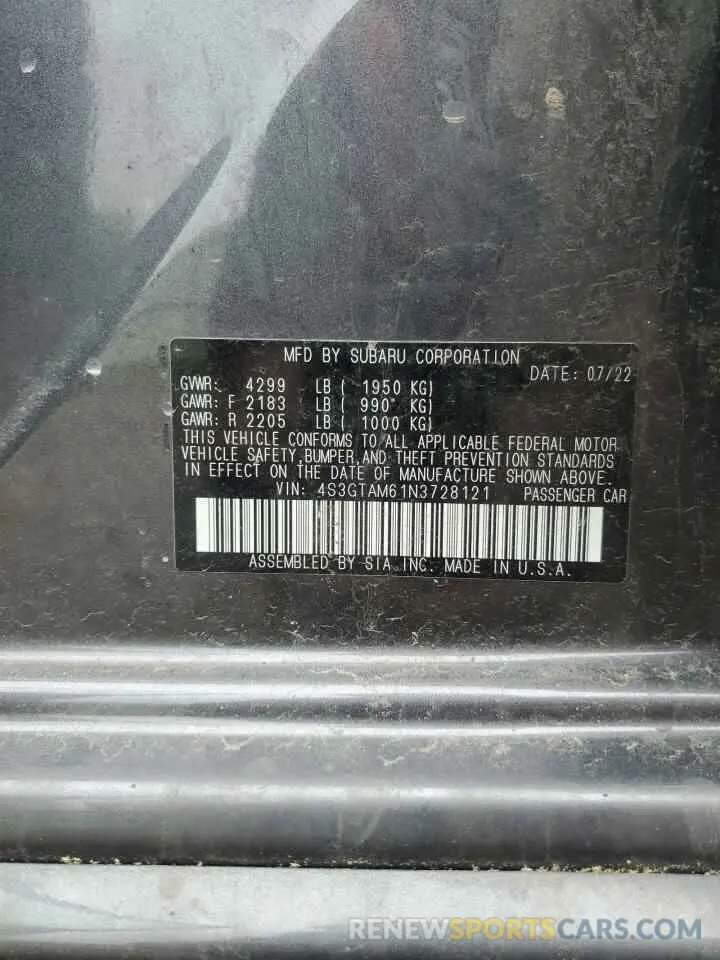 MFD BY SUBARU CORPORATION
DATE: 07/22
GVWR: 4299 LB ( 1950 KG)
GAWR: F 2183 LB ( 990 KG)
GAWR: R 2205 LB ( 1000 KG)
THIS VEHICLE CONFORMS TO ALL APPLICABLE FEDERAL MOTOR
VEHICLE SAFETY, BUMPER, AND THEFT PREVENTION STANDARDS
IN EFFECT ON THE DATE OF MANUFACTURE SHOWN ABOVE.
VIN: 4S3GTAM61N3728121 PASSENGER CAR
ASSEMBLED BY SIA INC. MADE IN U.S.A.
RENEWSPORTSCARS.COM